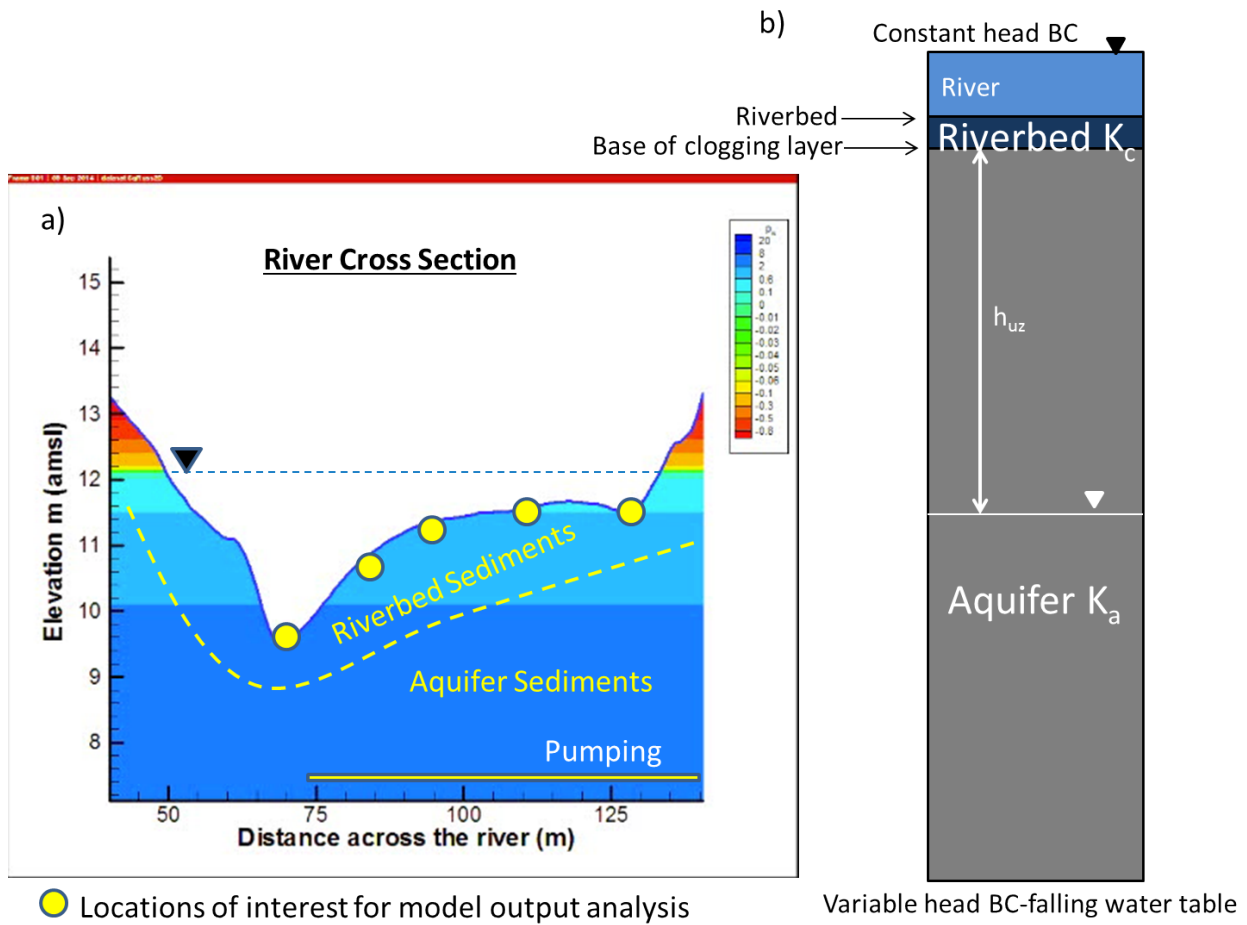 b)
Constant head BC
River
Riverbed
Riverbed Kc
Base of clogging layer
huz
Aquifer Ka
Variable head BC-falling water table
a)
River Cross Section
20
8
2
0.6
0.1
0
-0.01
-0.02
-0.03
-0.04
-0.05
-0.06
-0.1
-0.3
-0.5
-0.8
Elevation m (amsl)
15
14
13
12
11
10
9
8
Riverbed Sediments
Aquifer Sediments
Pumping
50 75 100 125
Distance across the river (m)
Locations of interest for model output analysis